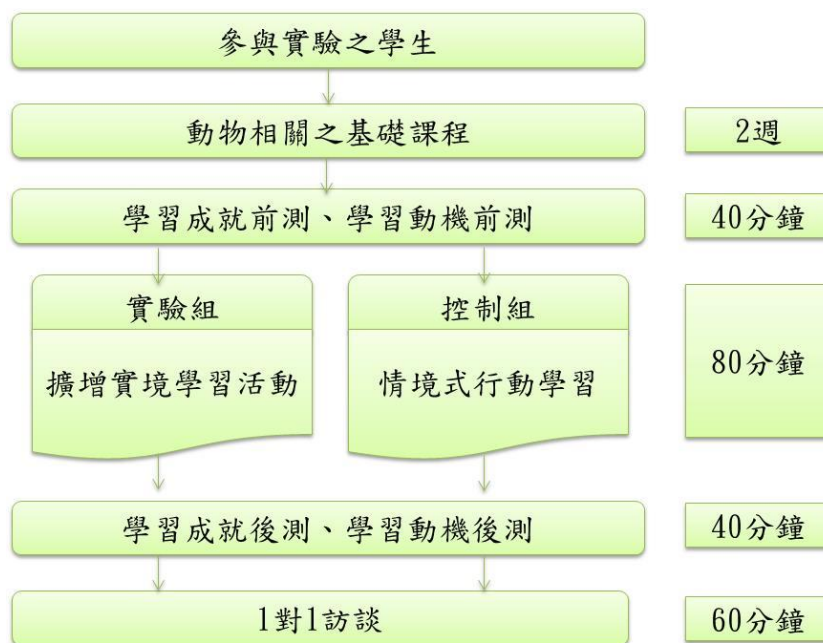 參與實驗之學生
動物相關之基礎課程
2週
學習成就前測、學習動機前測
40分鐘
實驗組
控制組
擴增實境學習活動
情境式行動學習
80分鐘
學習成就後測、學習動機後測
40分鐘
1對1訪談
60分鐘